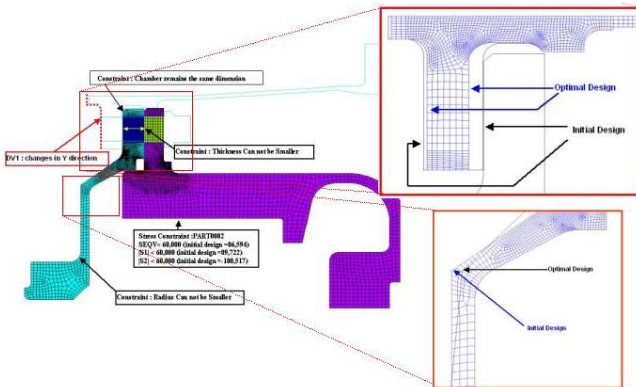 Constraint : Chamber remains the same dimension
Optimal Design
Initial Design
DV1 : changes in Y direction
Constraint : Thickness Can not be Smaller
Stress Constraint :PART0002
SEQV< 60,000 (initial design =86,594)
|S1| < 60,000 (initial design =89,722)
|S2| < 60,000 (initial design =-100,517)
Constraint : Radius Can not be Smaller
Optimal Design
Initial Design